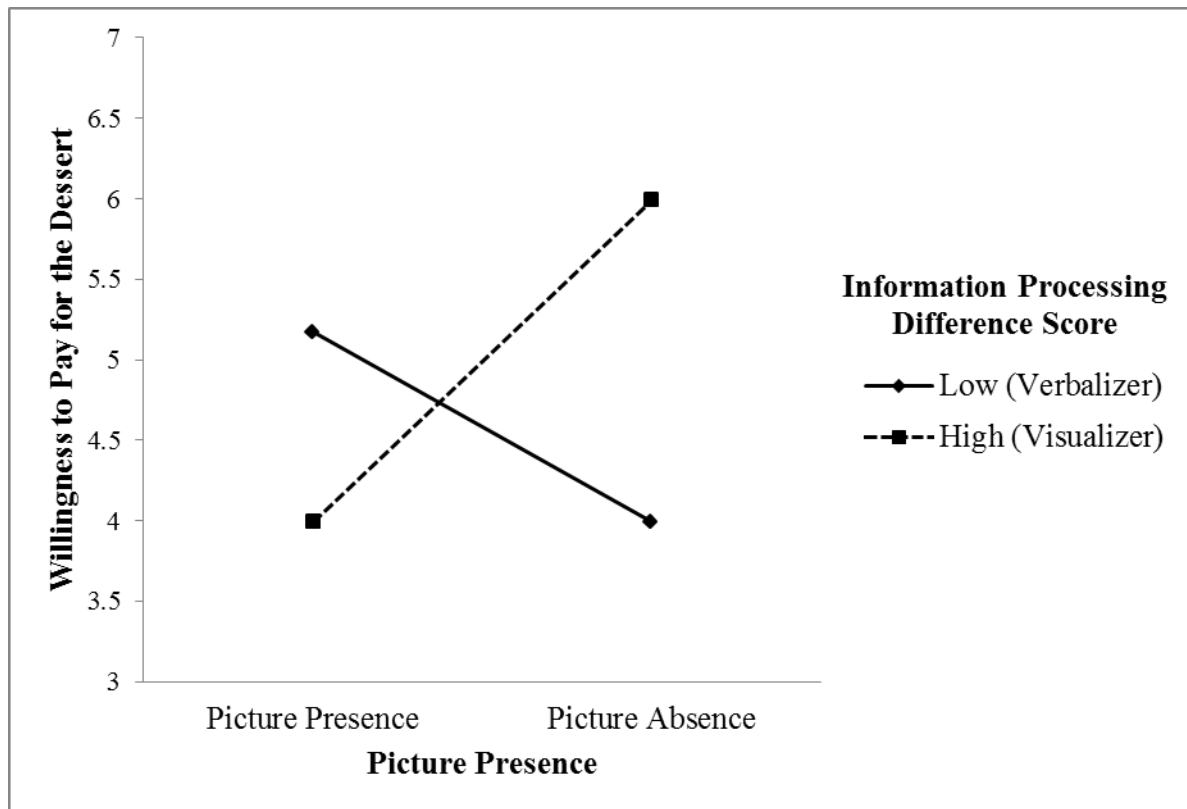 Willingness to Pay for the Dessert
7
6.5
6
5.5
5
4.5
4
3.5
3
Picture Presence
Picture Absence
Picture Presence
Information Processing
Difference Score
Low (Verbalizer)
High (Visualizer)